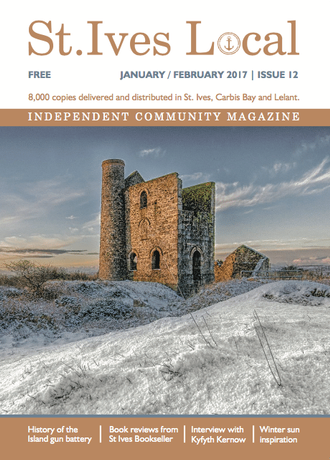 St.Ives Local
FREE JANUARY / FEBRUARY 2017 | ISSUE 12
8,000 copies delivered and distributed in St. Ives, Carbis Bay and Lelant.
INDEPENDENT COMMUNITY MAGAZINE
History of the
Island gun battery
Book reviews from
St Ives Bookseller
Interview with
Kyfyth Kernow
Winter sun
inspiration